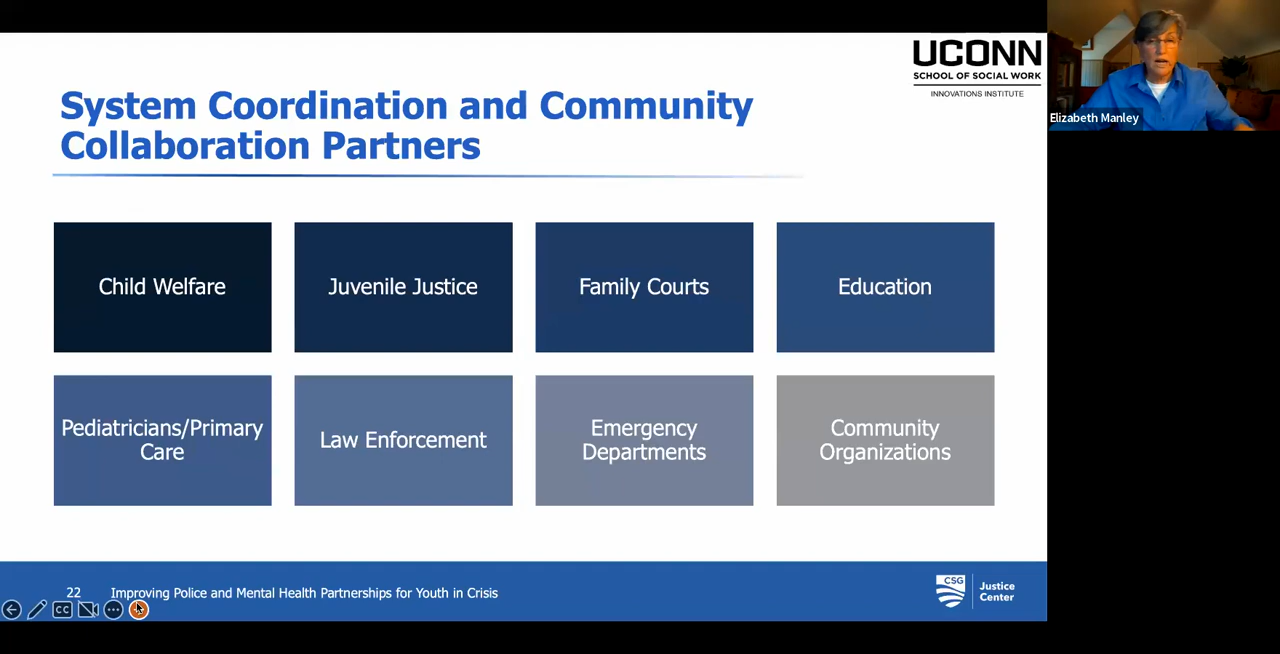 UCONN
SCHOOL OF SOCIAL WORK
INNOVATIONS INSTITUTE
Elizabeth Manley
System Coordination and Community
Collaboration Partners
Child Welfare
Juvenile Justice
Family Courts
Education
Pediatricians/Primary
Care
Law Enforcement
Emergency
Departments
Community
Organizations
22
Improving Police and Mental Health Partnerships for Youth in Crisis
CC
CSG
Justice
Center